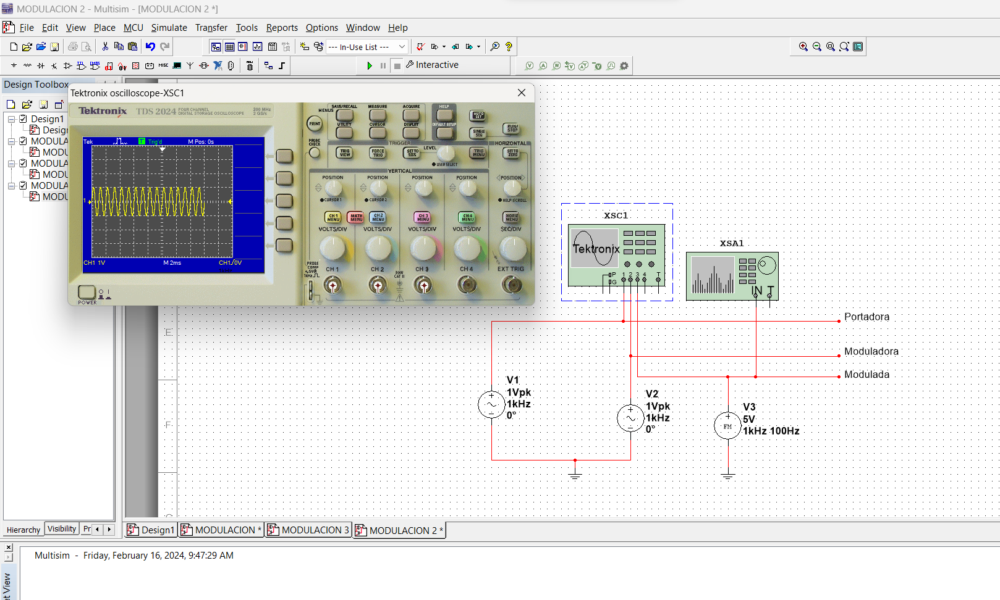 MODULACION 2 - Multisim - [MODULACION 2 *]
File Edit View Place MCU Simulate Transfer Tools Reports Options Window Help
--- In-Use List ---
MISC
Interactive
Design Toolbox
Design1
Desigr
MODULA
MODU
MODULA
MODU
MODULA
MODU
Tektronix oscilloscope-XSC1
Tektronix TDS 2024 FOUR CHANNEL DIGITAL STORAGE OSCILLOSCOPE 200 MHz 2 GS/s
Tek T Trig'd M Pos: 0s
1
CH1 1V M 2ms CH1 / 0V
POWER
MENUS SAVE/RECALL MEASURE ACQUIRE HELP AUTO SET
PRINT UTILITY CURSOR DISPLAY DEFAULT SETUP SINGLE SEQ RUN/STOP
PROBE CHECK TRIGGER LEVEL HORIZONTAL
TRIG VIEW FORCE TRIG SET TO 50% TRIG MENU SET TO ZERO
USER SELECT
VERTICAL
POSITION POSITION POSITION POSITION POSITION
CURSOR 1 CURSOR 2 HELP SCROLL
CH 1 MENU MATH MENU CH 2 MENU CH 3 MENU CH 4 MENU HORIZ MENU
VOLTS/DIV VOLTS/DIV VOLTS/DIV VOLTS/DIV SEC/DIV
PROBE COMP ~5V 1kHz
CH 1 CH 2 300V CAT II CH 3 CH 4 EXT TRIG
XSC1
Tektronix
P 1 2 3 4 T
G
XSA1
IN T
Portadora
Moduladora
Modulada
V1
1Vpk
1kHz
0°
V2
1Vpk
1kHz
0°
V3
5V
1kHz 100Hz
FM
E
F
Hierarchy Visibility Pr
Design1 MODULACION * MODULACION 3 MODULACION 2 *
Multisim - Friday, February 16, 2024, 9:47:29 AM
et View